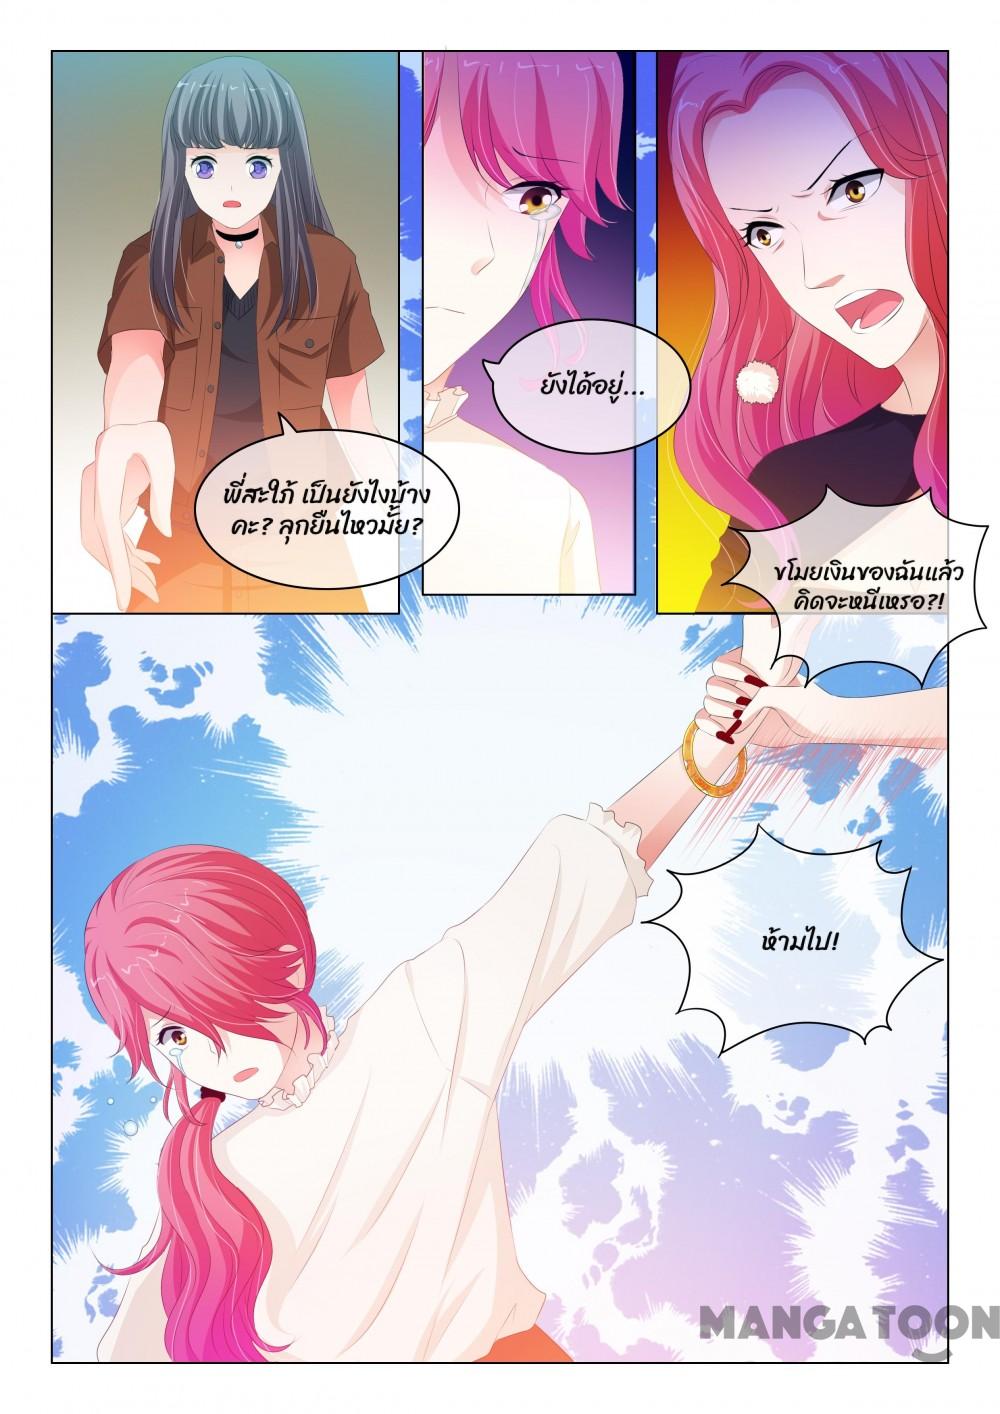 พี่สะใภ้ เป็นยังไงบ้าง
คะ? ลุกยืนไหวมั้ย?
ยังได้อยู่...
ขโมยเงินของฉันแล้ว
คิดจะหนีเหรอ?!
ห้ามไป!
MANGATOON